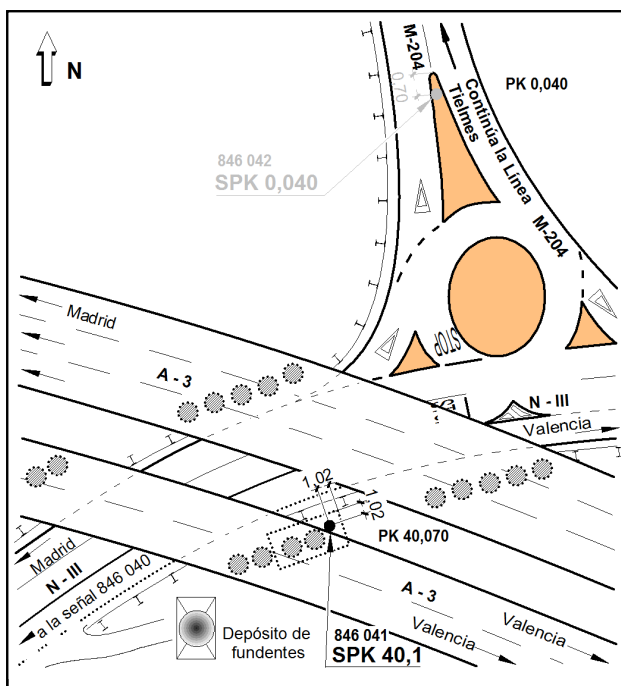 N
M-204
0.70
Continúa la Línea
Tielmes
PK 0,040
846 042
SPK 0,040
M-204
Madrid
A - 3
STOP
N - III
Valencia
1,02
1,02
PK 40,070
Madrid
N - III
a la señal 846 040
A - 3
Depósito de
fundentes
846 041
SPK 40,1
Valencia
Valencia